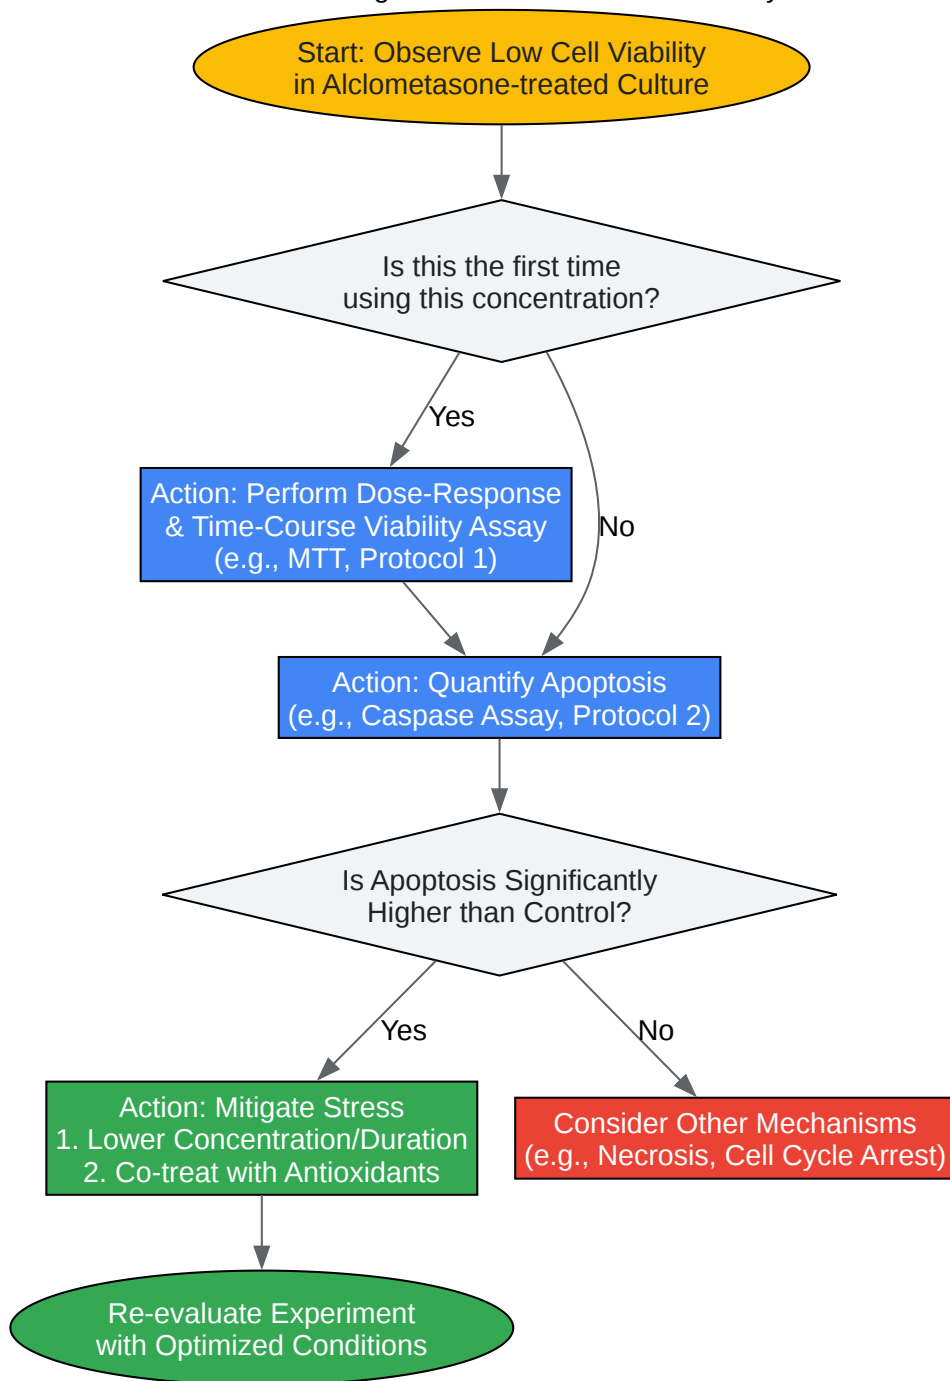 Start: Observe Low Cell Viability
in Alclometasone-treated Culture
Is this the first time
using this concentration?
Yes
No
Action: Perform Dose-Response
& Time-Course Viability Assay
(e.g., MTT, Protocol 1)
Action: Quantify Apoptosis
(e.g., Caspase Assay, Protocol 2)
Is Apoptosis Significantly
Higher than Control?
Yes
No
Action: Mitigate Stress
1. Lower Concentration/Duration
2. Co-treat with Antioxidants
Consider Other Mechanisms
(e.g., Necrosis, Cell Cycle Arrest)
Re-evaluate Experiment
with Optimized Conditions